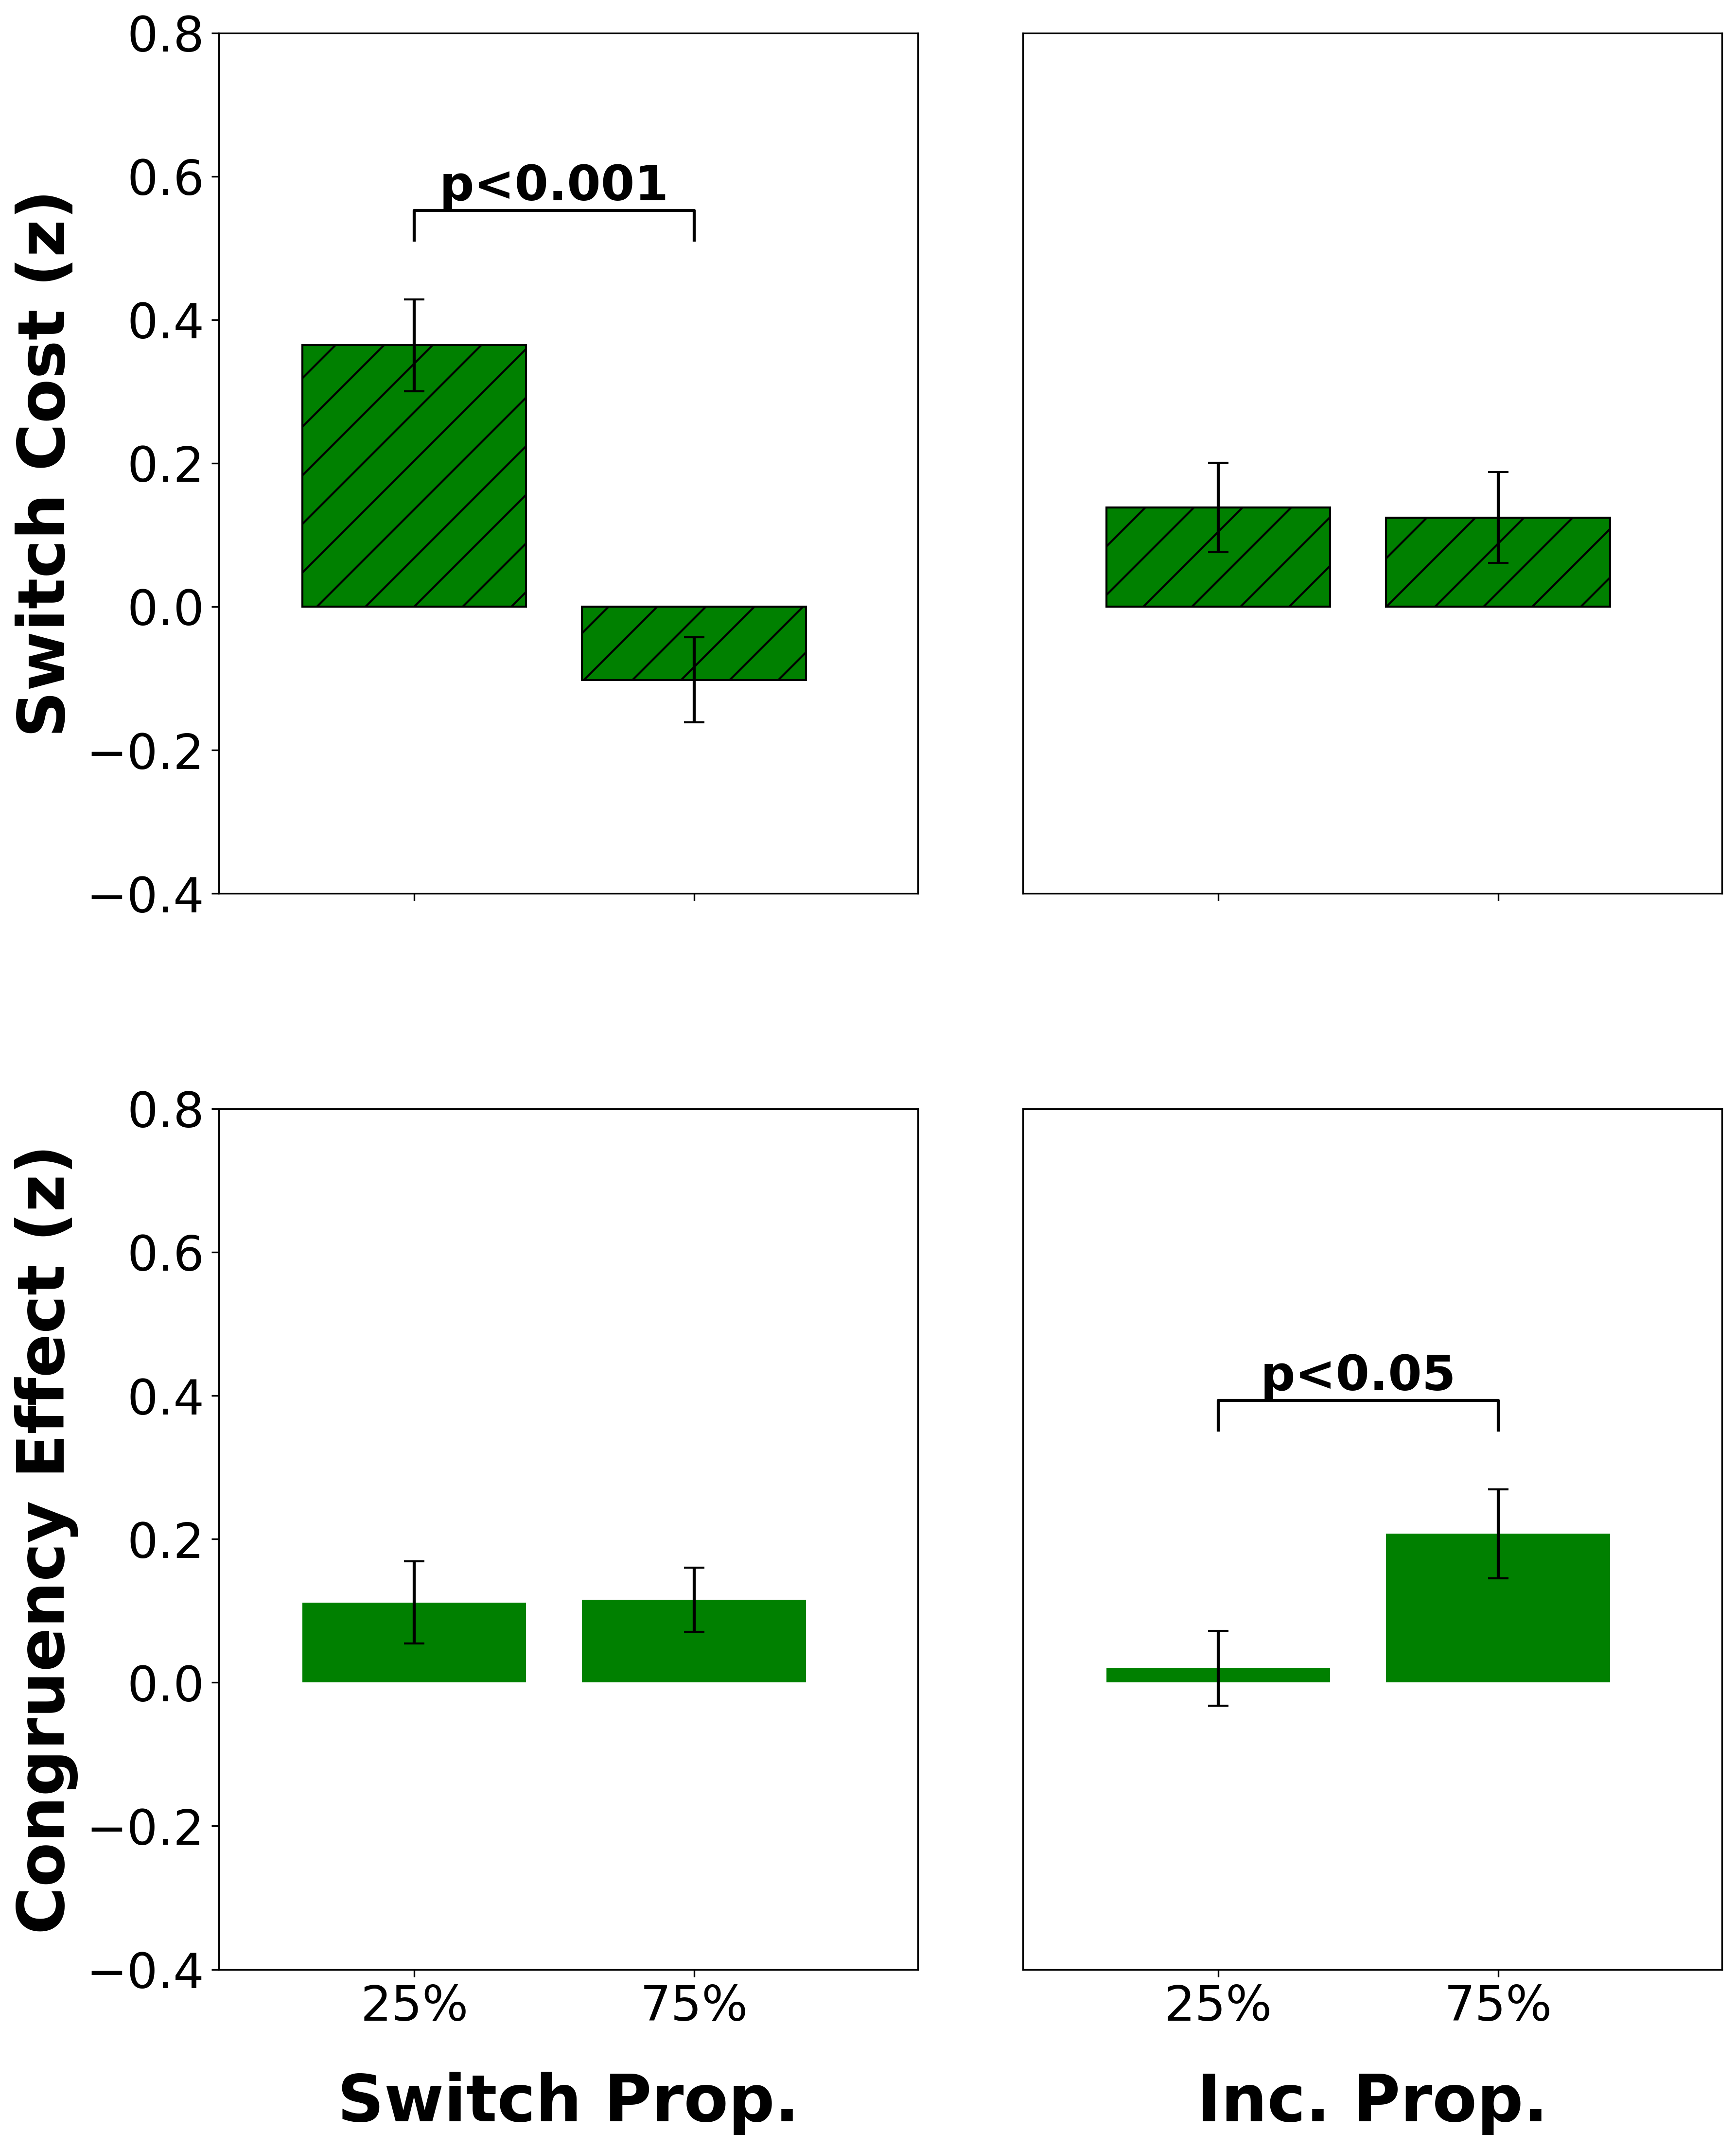 Switch Cost (z)
0.8
0.6
0.4
0.2
0.0
−0.2
−0.4
p<0.001
Congruency Effect (z)
0.8
0.6
0.4
0.2
0.0
−0.2
−0.4
p<0.05
25% 75%
25% 75%
Switch Prop.
Inc. Prop.